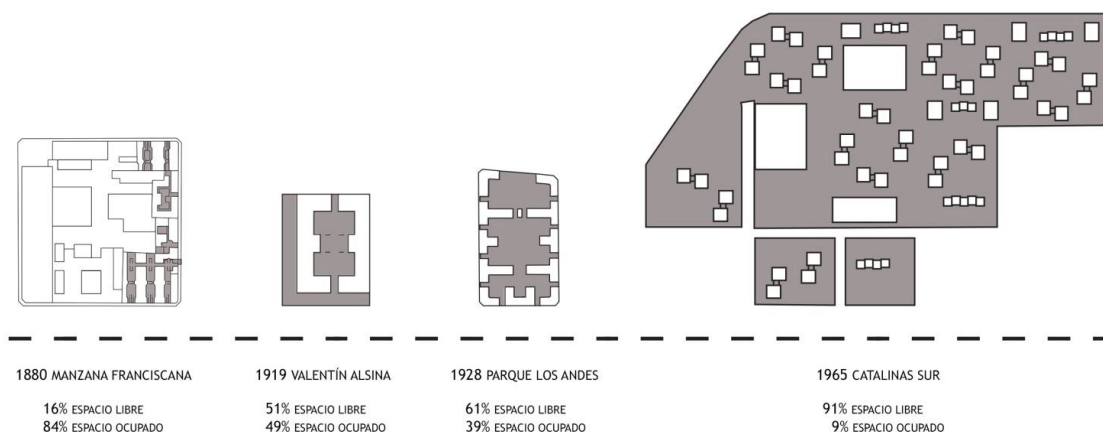 1880 MANZANA FRANCISCANA
16% ESPACIO LIBRE
84% ESPACIO OCUPADO
1919 VALENTÍN ALSINA
51% ESPACIO LIBRE
49% ESPACIO OCUPADO
1928 PARQUE LOS ANDES
61% ESPACIO LIBRE
39% ESPACIO OCUPADO
1965 CATALINAS SUR
91% ESPACIO LIBRE
9% ESPACIO OCUPADO